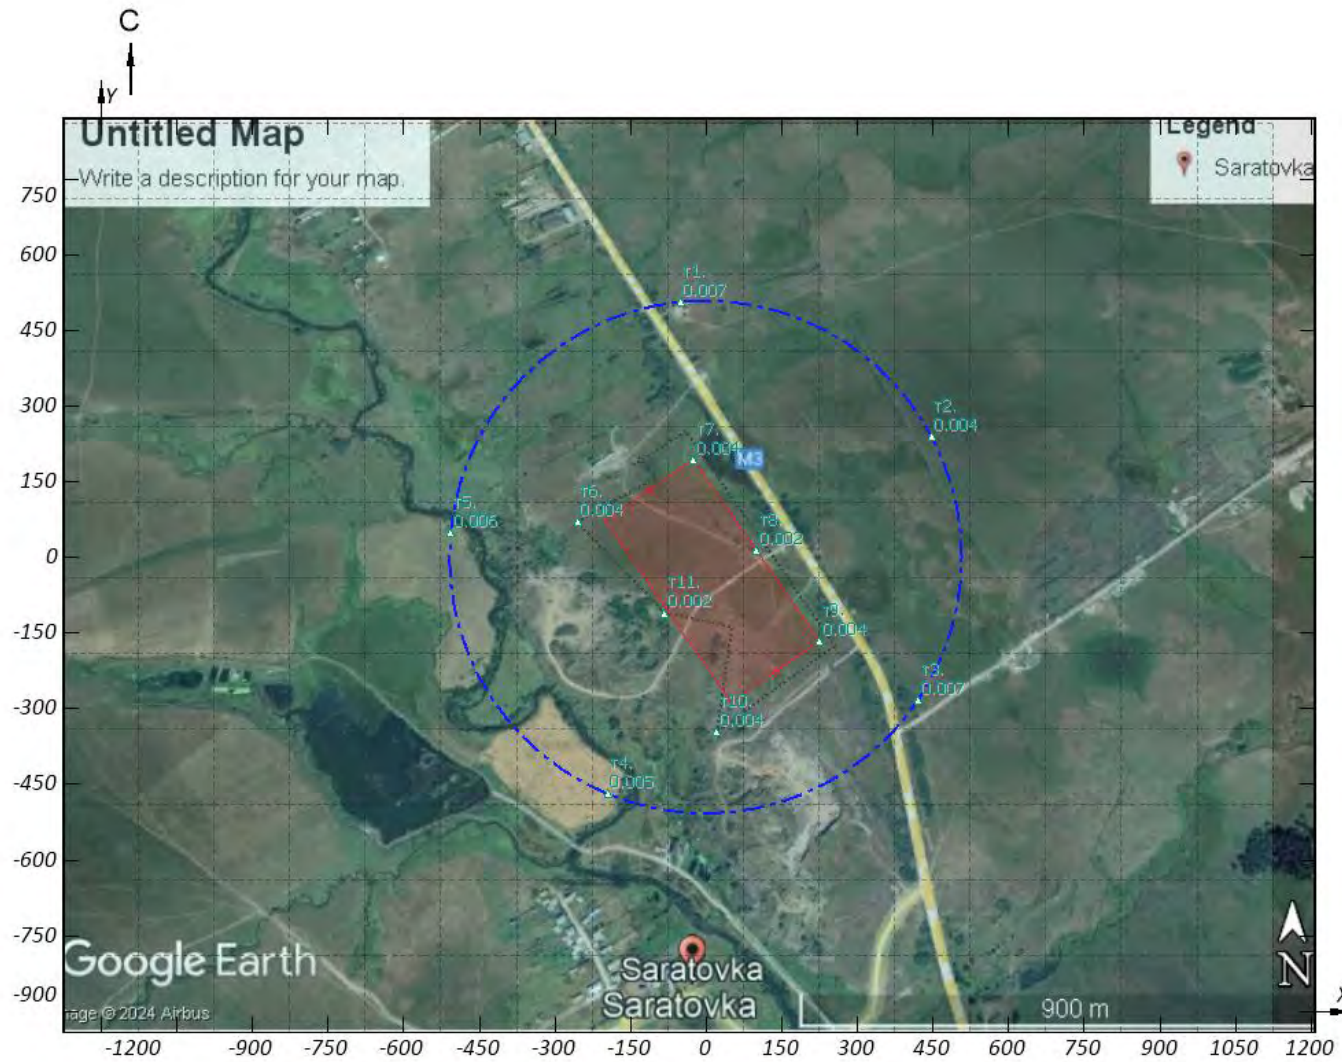 C
Y
Untitled Map
Write a description for your map.
Legend
Saratovka
750
600
450
300
150
0
-150
-300
-450
-600
-750
-900
r1.
0.007
r2.
0.004
r7.
0.004
M3
r6.
0.004
r5.
0.006
r8.
0.002
r11.
0.002
r9.
0.004
r3.
0.007
r10.
0.004
r4.
0.005
Saratovka
Saratovka
Google Earth
age © 2024 Airbus
900 m
N
X
-1200 -900 -750 -600 -450 -300 -150 0 150 300 450 600 750 900 1050 1200